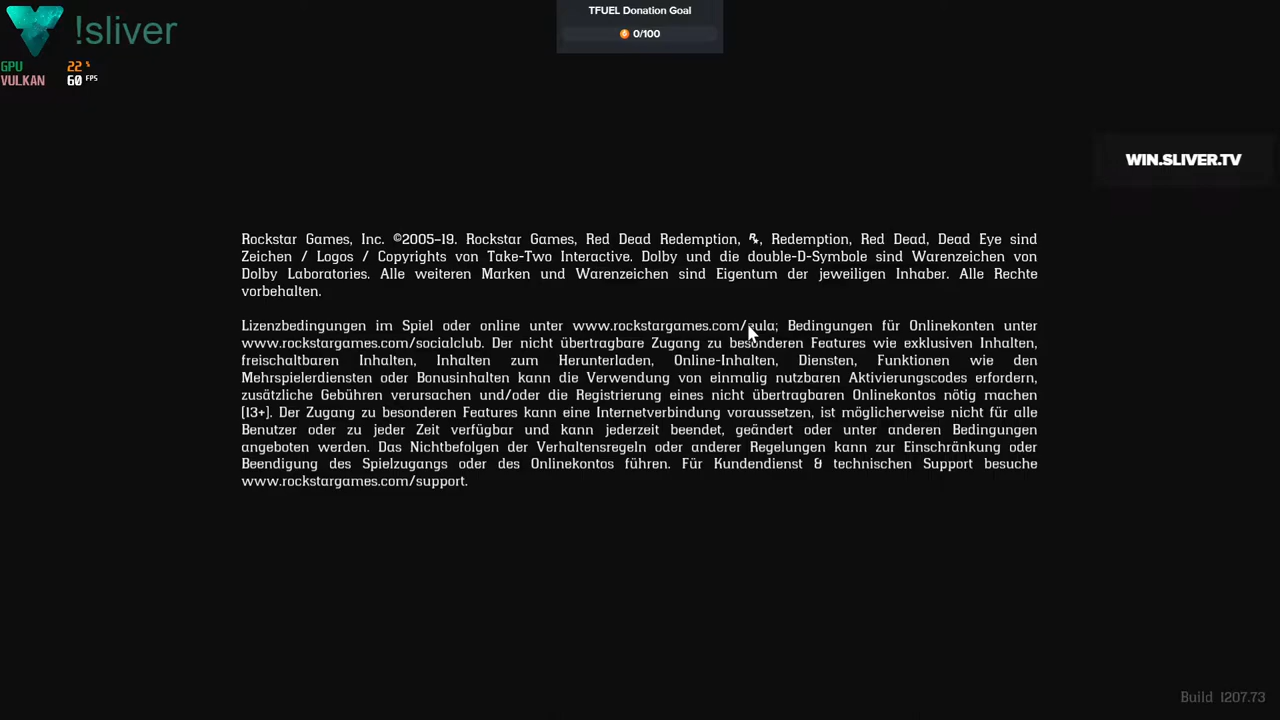 !sliver
TFUEL Donation Goal
0/100
GPU 22 %
VULKAN 60 FPS
WIN.SLIVER.TV
Rockstar Games, Inc. ©2005–19. Rockstar Games, Red Dead Redemption, R*, Redemption, Red Dead, Dead Eye sind
Zeichen / Logos / Copyrights von Take-Two Interactive. Dolby und die double-D-Symbole sind Warenzeichen von
Dolby Laboratories. Alle weiteren Marken und Warenzeichen sind Eigentum der jeweiligen Inhaber. Alle Rechte
vorbehalten.
Lizenzbedingungen im Spiel oder online unter www.rockstargames.com/eula; Bedingungen für Onlinekonten unter
www.rockstargames.com/socialclub. Der nicht übertragbare Zugang zu besonderen Features wie exklusiven Inhalten,
freischaltbaren Inhalten, Inhalten zum Herunterladen, Online-Inhalten, Diensten, Funktionen wie den
Mehrspielerdiensten oder Bonusinhalten kann die Verwendung von einmalig nutzbaren Aktivierungscodes erfordern,
zusätzliche Gebühren verursachen und/oder die Registrierung eines nicht übertragbaren Onlinekontos nötig machen
[13+]. Der Zugang zu besonderen Features kann eine Internetverbindung voraussetzen, ist möglicherweise nicht für alle
Benutzer oder zu jeder Zeit verfügbar und kann jederzeit beendet, geändert oder unter anderen Bedingungen
angeboten werden. Das Nichtbefolgen der Verhaltensregeln oder anderer Regelungen kann zur Einschränkung oder
Beendigung des Spielzugangs oder des Onlinekontos führen. Für Kundendienst & technischen Support besuche
www.rockstargames.com/support.
Build 1207.73